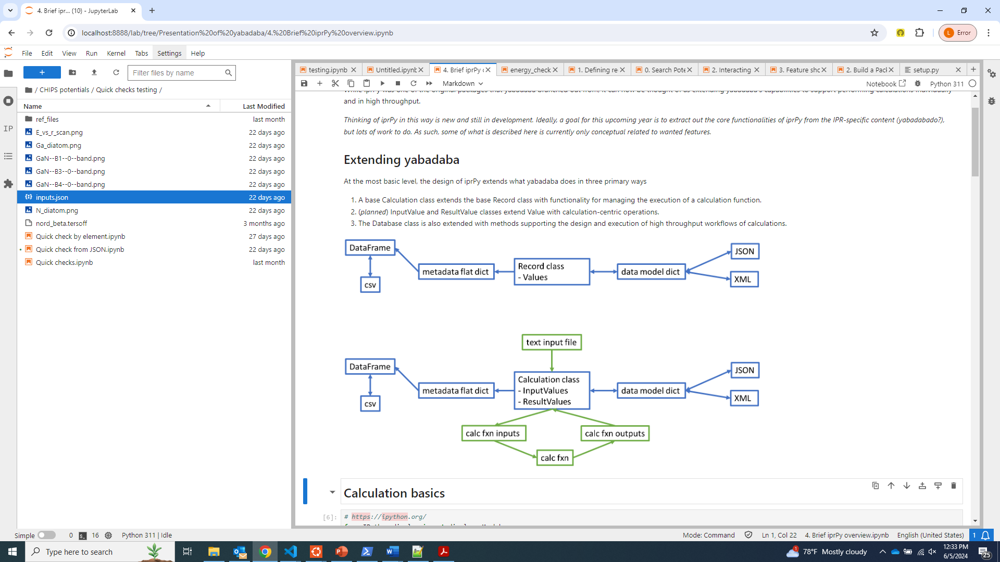 4. Brief ipr... (10) - JupyterLab
localhost:8888/lab/tree/Presentation%20of%20yabadaba/4.%20Brief%20iprPy%20overview.ipynb
L Error
File Edit View Run Kernel Tabs Settings Help
Filter files by name
/ CHIPS potentials / Quick checks testing /
Name Last Modified
ref_files last month
E_vs_r_scan.png 22 days ago
Ga_diatom.png 22 days ago
GaN--B1--0--band.png 22 days ago
GaN--B3--0--band.png 22 days ago
GaN--B4--0--band.png 22 days ago
inputs.json 22 days ago
N_diatom.png 22 days ago
nord_beta.tersoff 3 months ago
Quick check by element.ipynb 27 days ago
Quick check from JSON.ipynb 22 days ago
Quick checks.ipynb last month
IP
testing.ipynb Untitled.ipynb 4. Brief iprPy energy_check 1. Defining re 0. Search Pote 2. Interacting 3. Feature sho 2. Build a Pack setup.py
Markdown Notebook Python 311
and in high throughput.
Thinking of iprPy in this way is new and still in development. Ideally, a goal for this upcoming year is to extract out the core functionalities of iprPy from the IPR-specific content (yabadabado?),
but lots of work to do. As such, some of what is described here is currently only conceptual related to wanted features.
Extending yabadaba
At the most basic level, the design of iprPy extends what yabadaba does in three primary ways
1. A base Calculation class extends the base Record class with functionality for managing the execution of a calculation function.
2. (planned) InputValue and ResultValue classes extend Value with calculation-centric operations.
3. The Database class is also extended with methods supporting the design and execution of high throughput workflows of calculations.
DataFrame
csv
metadata flat dict
Record class
- Values
data model dict
JSON
XML
text input file
DataFrame
csv
metadata flat dict
Calculation class
- InputValues
- ResultValues
data model dict
JSON
XML
calc fxn inputs
calc fxn outputs
calc fxn
Calculation basics
[6]: # https://ipython.org/
Simple 0 16 Python 311 | Idle
Mode: Command Ln 1, Col 22 4. Brief iprPy overview.ipynb English (United States) 1
Type here to search
1 78°F Mostly cloudy
12:33 PM
6/5/2024
25